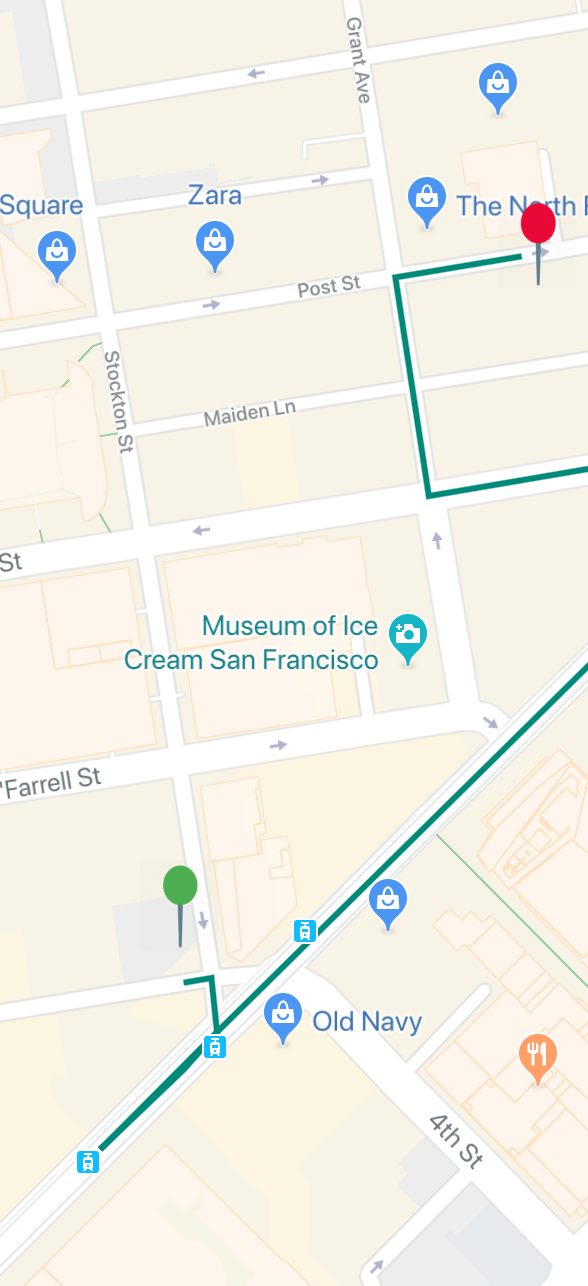 Grant Ave
Square
Zara
The North F
Post St
Stockton St
Maiden Ln
St
Museum of Ice
Cream San Francisco
'Farrell St
Old Navy
4th St